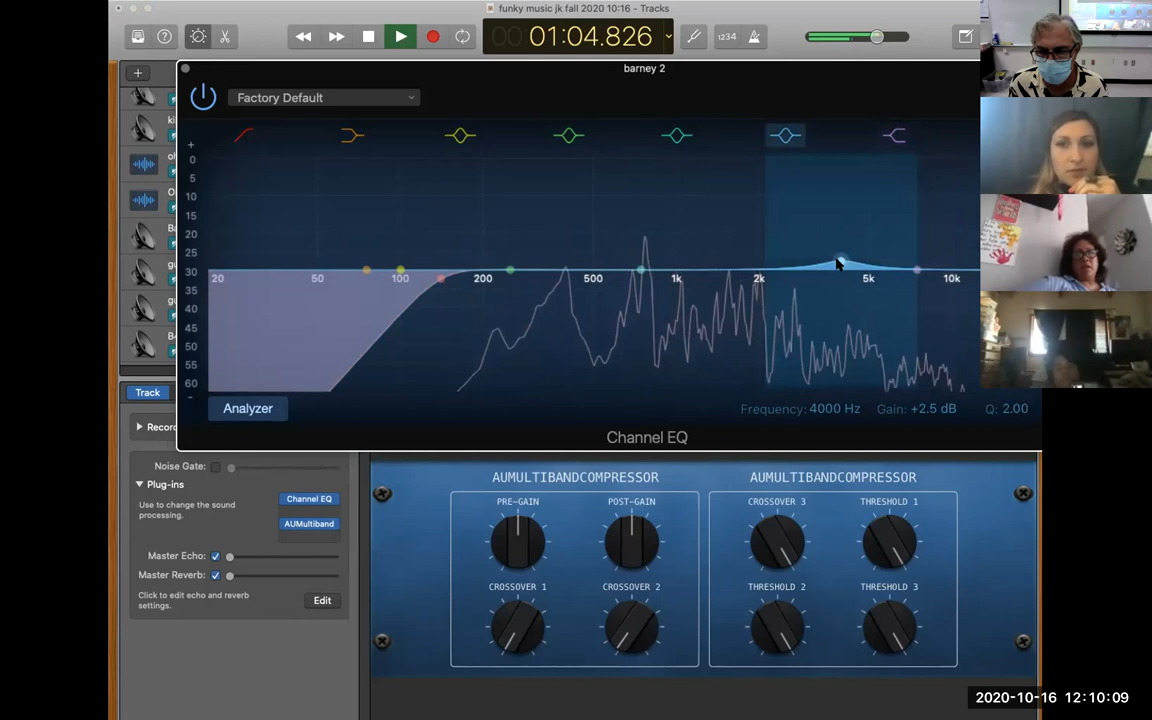 funky music jk fall 2020 10:16 - Tracks
01:04.826
1234
barney 2
Factory Default
+
0
5
10
15
20
25
30
35
40
45
50
55
60
-
20 50 100 200 500 1k 2k 5k 10k
Analyzer
Frequency: 4000 Hz Gain: +2.5 dB Q: 2.00
Channel EQ
Track
Recor
Noise Gate:
Plug-ins
Use to change the sound
processing.
Channel EQ
AUMultiband
Master Echo:
Master Reverb:
Click to edit echo and reverb
settings.
Edit
AUMULTIBANDCOMPRESSOR
PRE-GAIN POST-GAIN
CROSSOVER 1 CROSSOVER 2
AUMULTIBANDCOMPRESSOR
CROSSOVER 3 THRESHOLD 1
THRESHOLD 2 THRESHOLD 3
2020-10-16 12:10:09